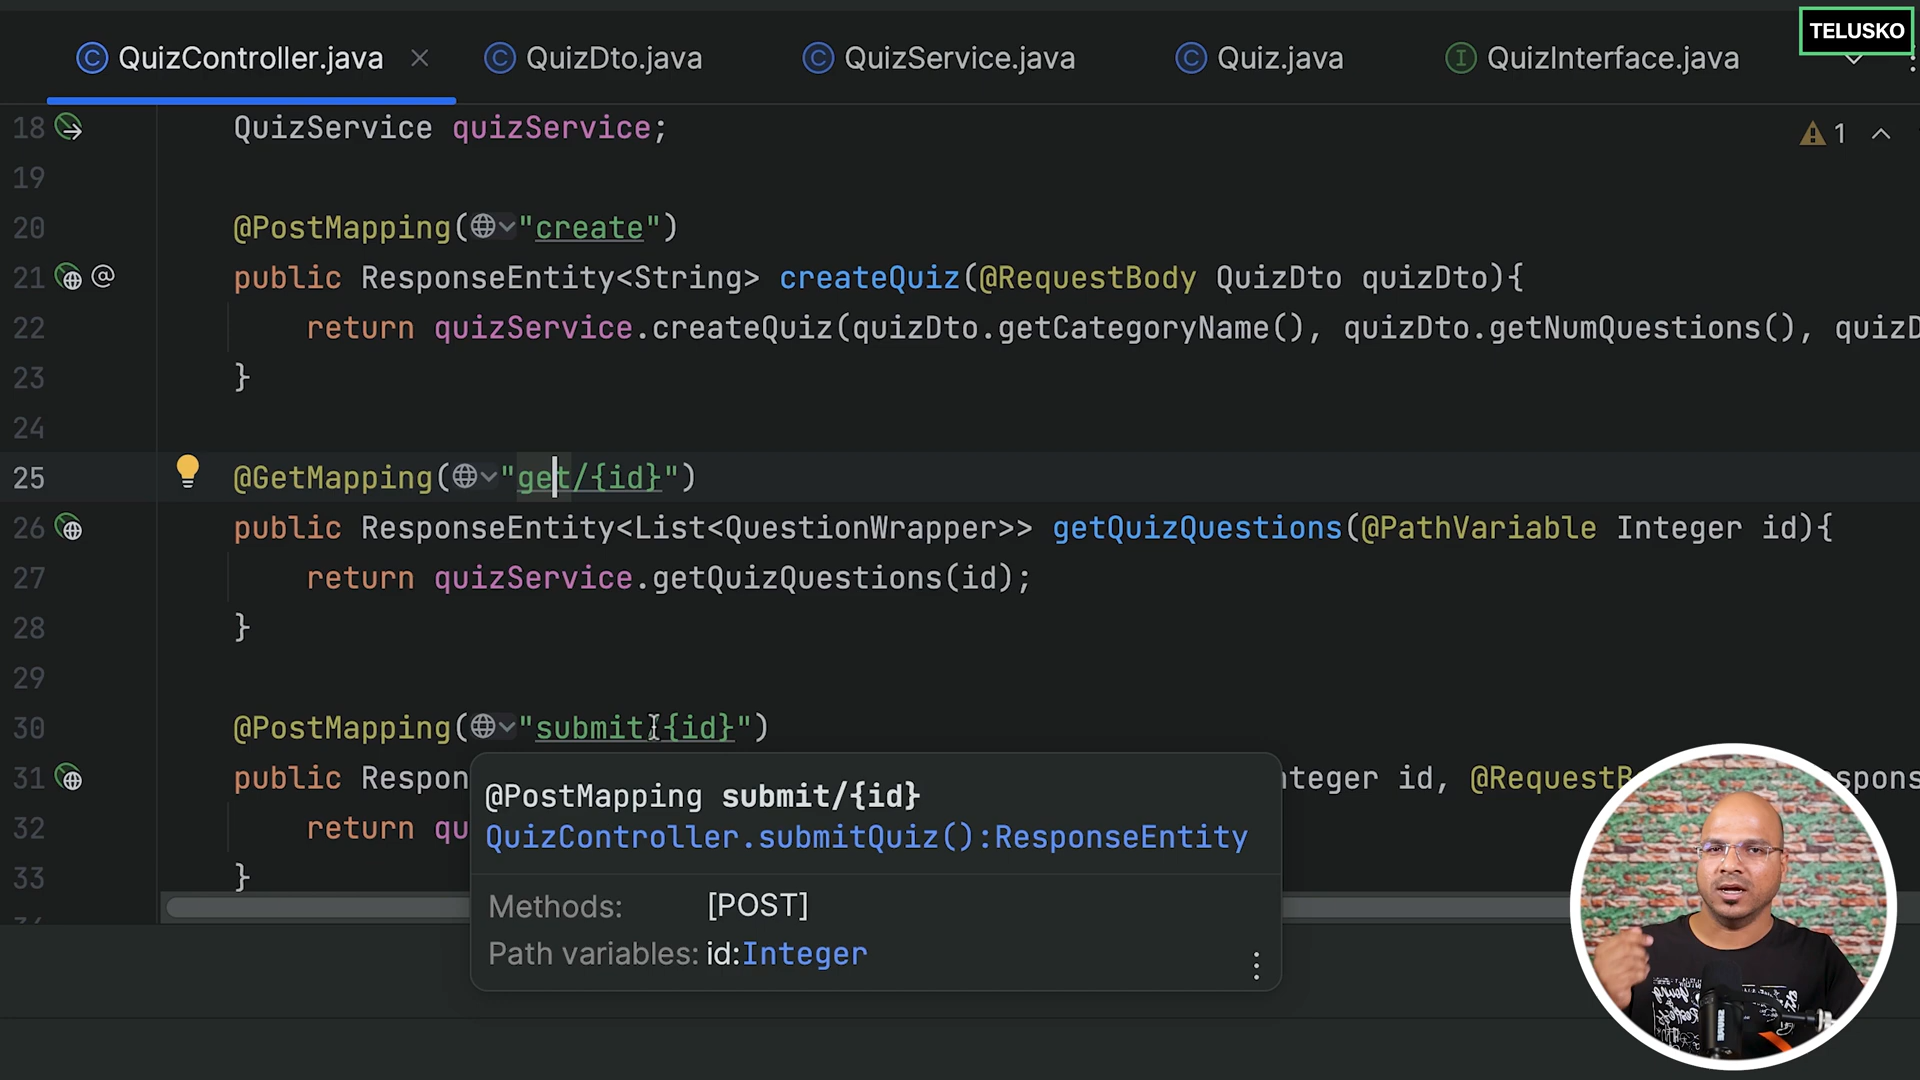 TELUSKO
QuizController.java
QuizDto.java
QuizService.java
Quiz.java
QuizInterface.java
18 QuizService quizService;
1
19
20 @PostMapping("create")
21 public ResponseEntity<String> createQuiz(@RequestBody QuizDto quizDto){
22 return quizService.createQuiz(quizDto.getCategoryName(), quizDto.getNumQuestions(), quizD
23 }
24
25 @GetMapping("get/{id}")
26 public ResponseEntity<List<QuestionWrapper>> getQuizQuestions(@PathVariable Integer id){
27 return quizService.getQuizQuestions(id);
28 }
29
30 @PostMapping("submit/{id}")
31 public Respon nteger id, @RequestB spons
32 return qu
33 }
@PostMapping submit/{id}
QuizController.submitQuiz():ResponseEntity
Methods: [POST]
Path variables: id:Integer